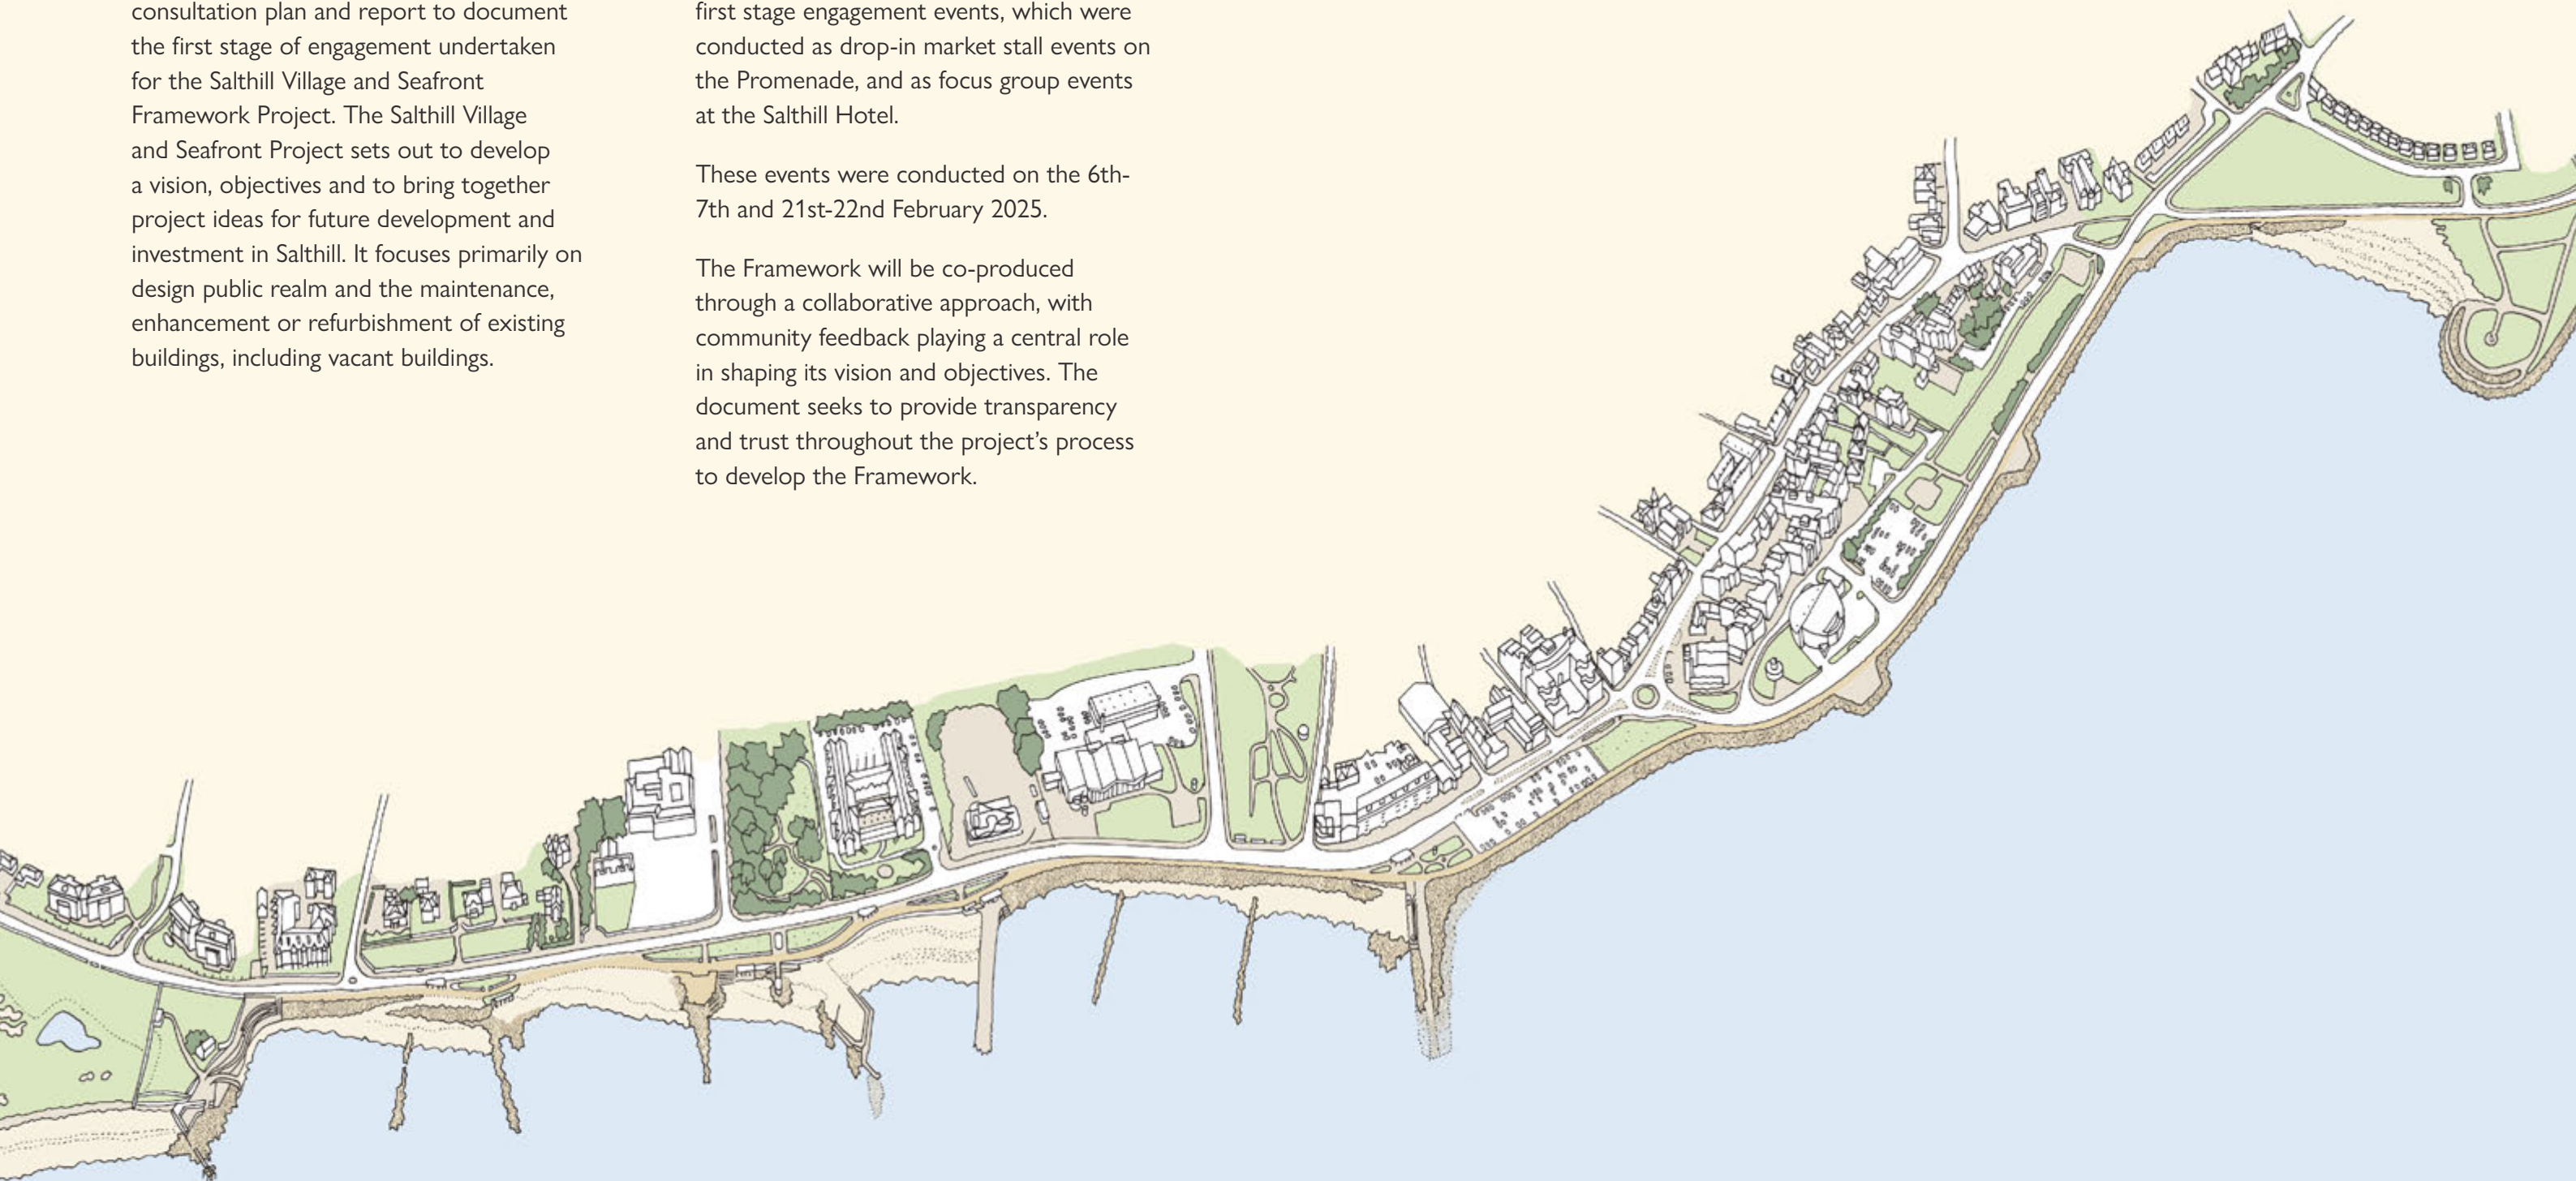 consultation plan and report to document
the first stage of engagement undertaken
for the Salthill Village and Seafront
Framework Project. The Salthill Village
and Seafront Project sets out to develop
a vision, objectives and to bring together
project ideas for future development and
investment in Salthill. It focuses primarily on
design public realm and the maintenance,
enhancement or refurbishment of existing
buildings, including vacant buildings.
first stage engagement events, which were
conducted as drop-in market stall events on
the Promenade, and as focus group events
at the Salthill Hotel.
These events were conducted on the 6th-
7th and 21st-22nd February 2025.
The Framework will be co-produced
through a collaborative approach, with
community feedback playing a central role
in shaping its vision and objectives. The
document seeks to provide transparency
and trust throughout the project’s process
to develop the Framework.